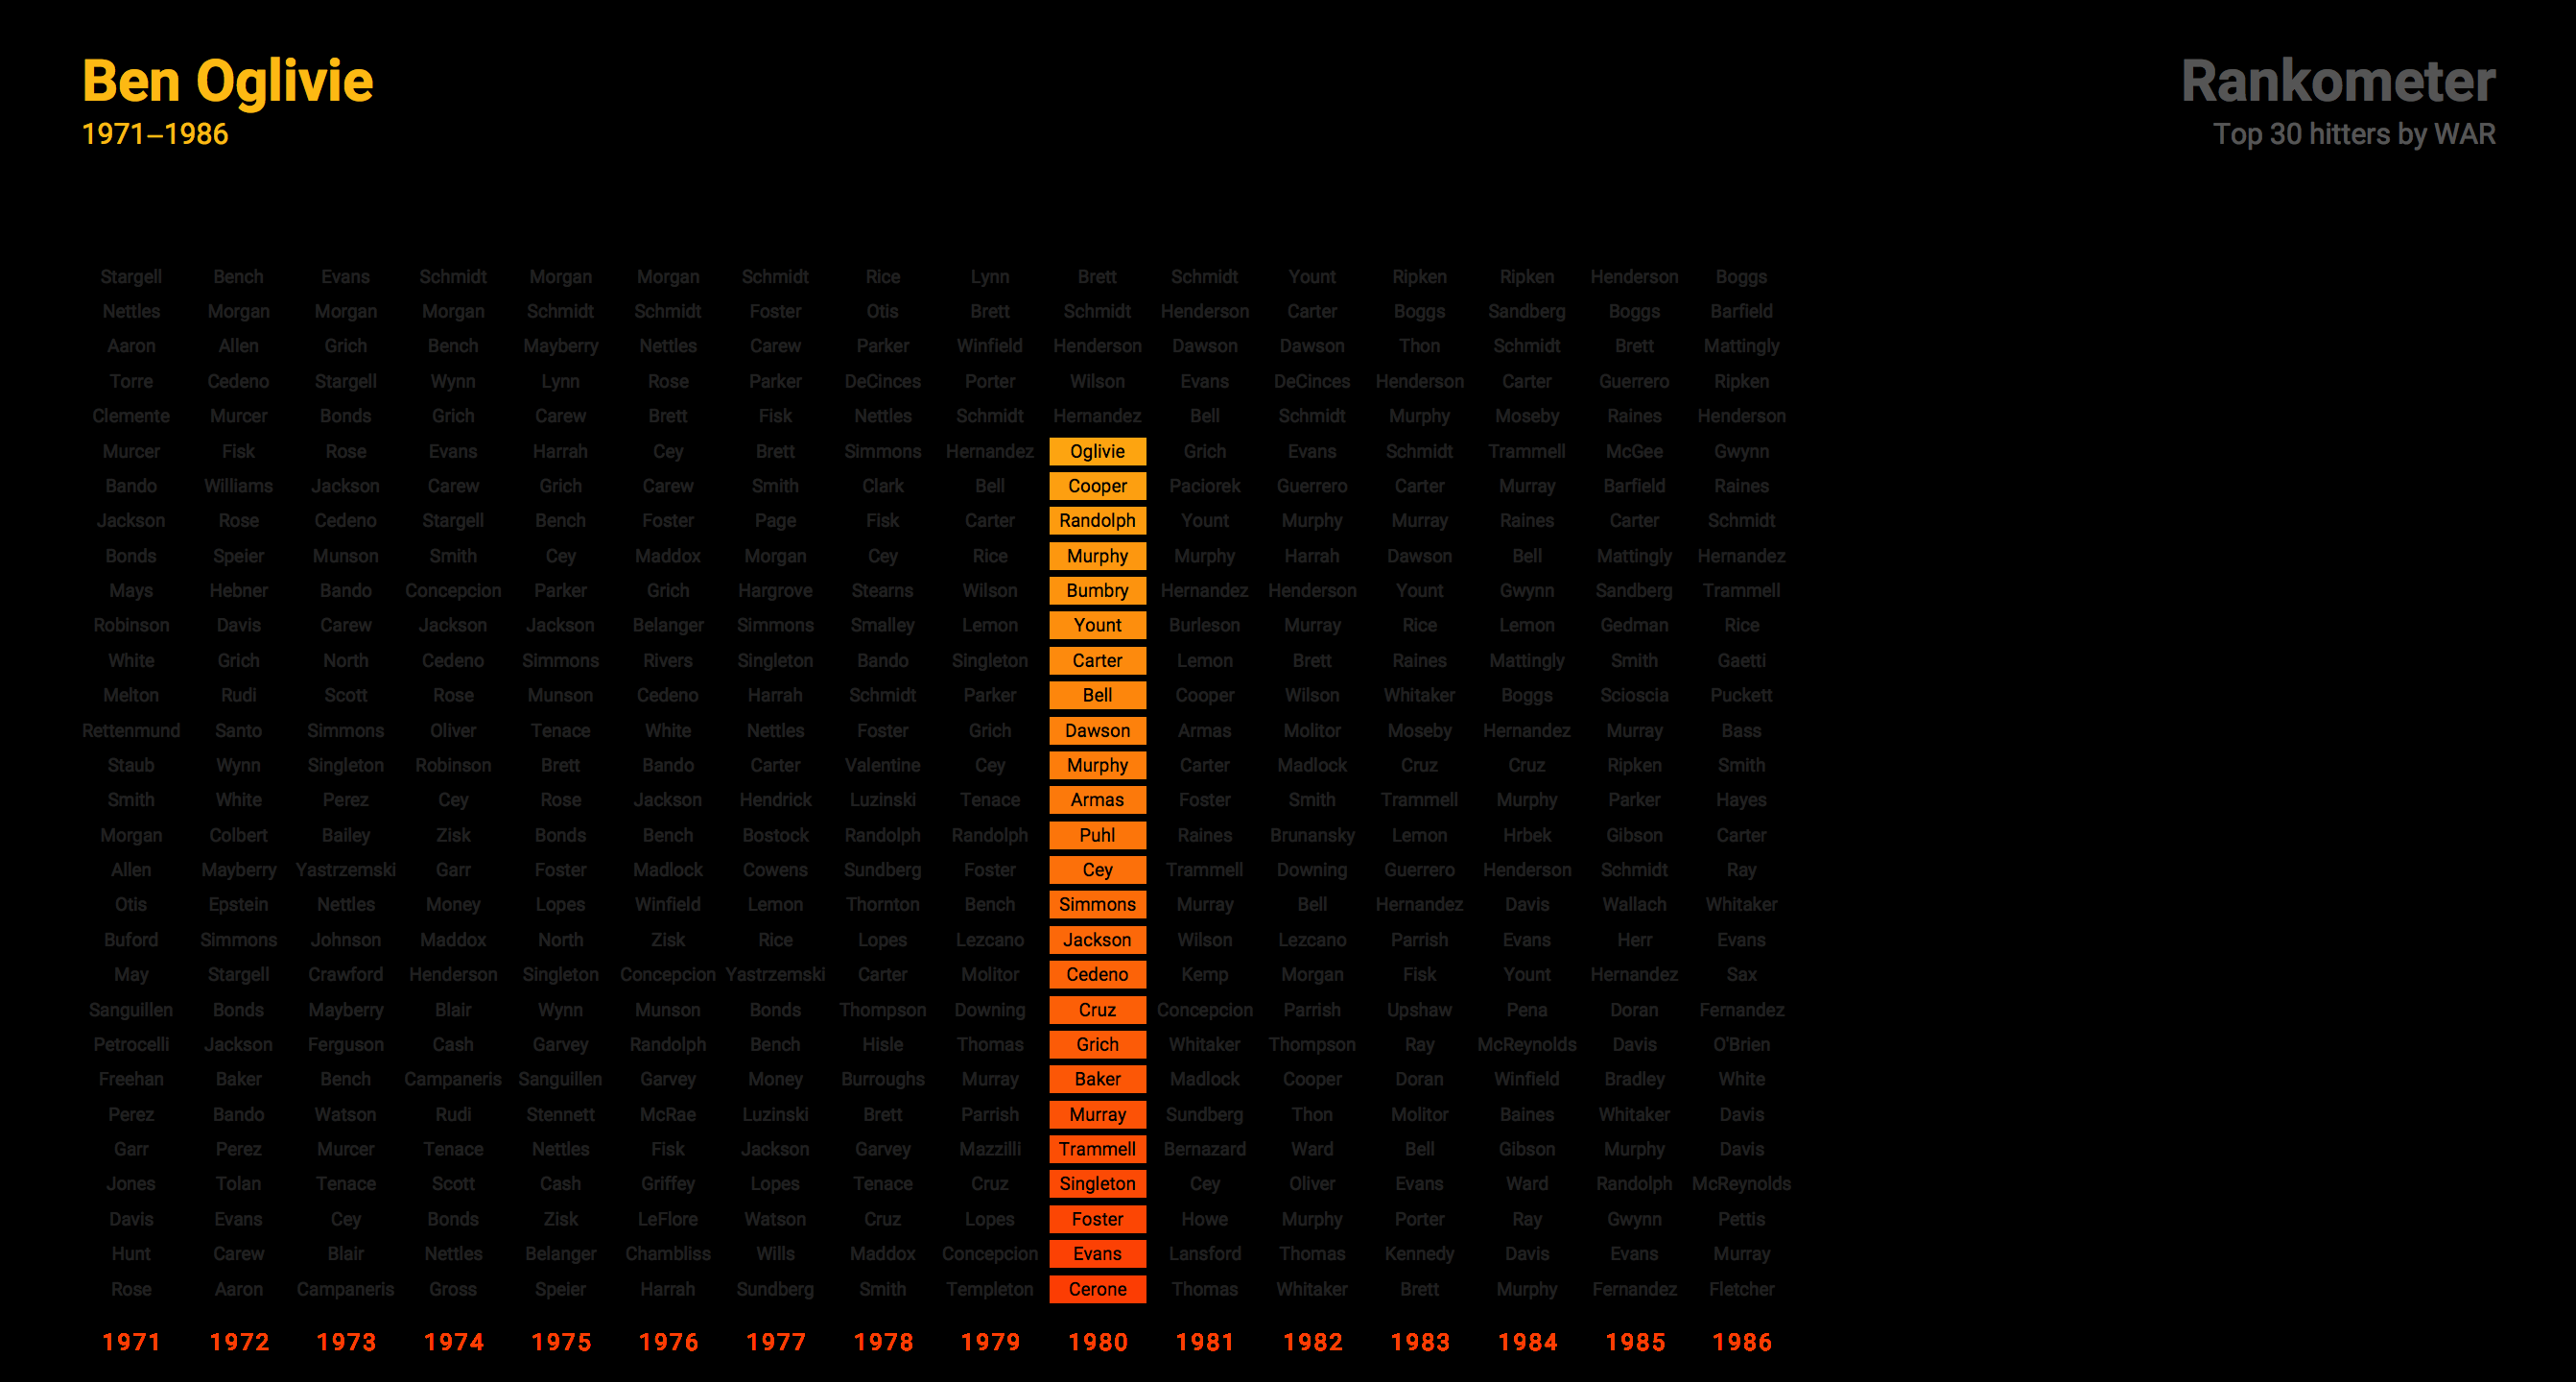 Ben Oglivie
1971–1986
Rankometer
Top 30 hitters by WAR
Stargell Bench Evans Schmidt Morgan Morgan Schmidt Rice Lynn Brett Schmidt Yount Ripken Ripken Henderson Boggs
Nettles Morgan Morgan Morgan Schmidt Schmidt Foster Otis Brett Schmidt Henderson Carter Boggs Sandberg Boggs Barfield
Aaron Allen Grich Bench Mayberry Nettles Carew Parker Winfield Henderson Dawson Dawson Thon Schmidt Brett Mattingly
Torre Cedeno Stargell Wynn Lynn Rose Parker DeCinces Porter Wilson Evans DeCinces Henderson Carter Guerrero Ripken
Clemente Murcer Bonds Grich Carew Brett Fisk Nettles Schmidt Hernandez Bell Schmidt Murphy Moseby Raines Henderson
Murcer Fisk Rose Evans Harrah Cey Brett Simmons Hernandez Oglivie Grich Evans Schmidt Trammell McGee Gwynn
Bando Williams Jackson Carew Grich Carew Smith Clark Bell Cooper Paciorek Guerrero Carter Murray Barfield Raines
Jackson Rose Cedeno Stargell Bench Foster Page Fisk Carter Randolph Yount Murphy Murray Raines Carter Schmidt
Bonds Speier Munson Smith Cey Maddox Morgan Cey Rice Murphy Murphy Harrah Dawson Bell Mattingly Hernandez
Mays Hebner Bando Concepcion Parker Grich Hargrove Stearns Wilson Bumbry Hernandez Henderson Yount Gwynn Sandberg Trammell
Robinson Davis Carew Jackson Jackson Belanger Simmons Smalley Lemon Yount Burleson Murray Rice Lemon Gedman Rice
White Grich North Cedeno Simmons Rivers Singleton Bando Singleton Carter Lemon Brett Raines Mattingly Smith Gaetti
Melton Rudi Scott Rose Munson Cedeno Harrah Schmidt Parker Bell Cooper Wilson Whitaker Boggs Scioscia Puckett
Rettenmund Santo Simmons Oliver Tenace White Nettles Foster Grich Dawson Armas Molitor Moseby Hernandez Murray Bass
Staub Wynn Singleton Robinson Brett Bando Carter Valentine Cey Murphy Carter Madlock Cruz Cruz Ripken Smith
Smith White Perez Cey Rose Jackson Hendrick Luzinski Tenace Armas Foster Smith Trammell Murphy Parker Hayes
Morgan Colbert Bailey Zisk Bonds Bench Bostock Randolph Randolph Puhl Raines Brunansky Lemon Hrbek Gibson Carter
Allen Mayberry Yastrzemski Garr Foster Madlock Cowens Sundberg Foster Cey Trammell Downing Guerrero Henderson Schmidt Ray
Otis Epstein Nettles Money Lopes Winfield Lemon Thornton Bench Simmons Murray Bell Hernandez Davis Wallach Whitaker
Buford Simmons Johnson Maddox North Zisk Rice Lopes Lezcano Jackson Wilson Lezcano Parrish Evans Herr Evans
May Stargell Crawford Henderson Singleton Concepcion Yastrzemski Carter Molitor Cedeno Kemp Morgan Fisk Yount Hernandez Sax
Sanguillen Bonds Mayberry Blair Wynn Munson Bonds Thompson Downing Cruz Concepcion Parrish Upshaw Pena Doran Fernandez
Petrocelli Jackson Ferguson Cash Garvey Randolph Bench Hisle Thomas Grich Whitaker Thompson Ray McReynolds Davis O'Brien
Freehan Baker Bench Campaneris Sanguillen Garvey Money Burroughs Murray Baker Madlock Cooper Doran Winfield Bradley White
Perez Bando Watson Rudi Stennett McRae Luzinski Brett Parrish Murray Sundberg Thon Molitor Baines Whitaker Davis
Garr Perez Murcer Tenace Nettles Fisk Jackson Garvey Mazzilli Trammell Bernazard Ward Bell Gibson Murphy Davis
Jones Tolan Tenace Scott Cash Griffey Lopes Tenace Cruz Singleton Cey Oliver Evans Ward Randolph McReynolds
Davis Evans Cey Bonds Zisk LeFlore Watson Cruz Lopes Foster Howe Murphy Porter Ray Gwynn Pettis
Hunt Carew Blair Nettles Belanger Chambliss Wills Maddox Concepcion Evans Lansford Thomas Kennedy Davis Evans Murray
Rose Aaron Campaneris Gross Speier Harrah Sundberg Smith Templeton Cerone Thomas Whitaker Brett Murphy Fernandez Fletcher
1971 1972 1973 1974 1975 1976 1977 1978 1979 1980 1981 1982 1983 1984 1985 1986